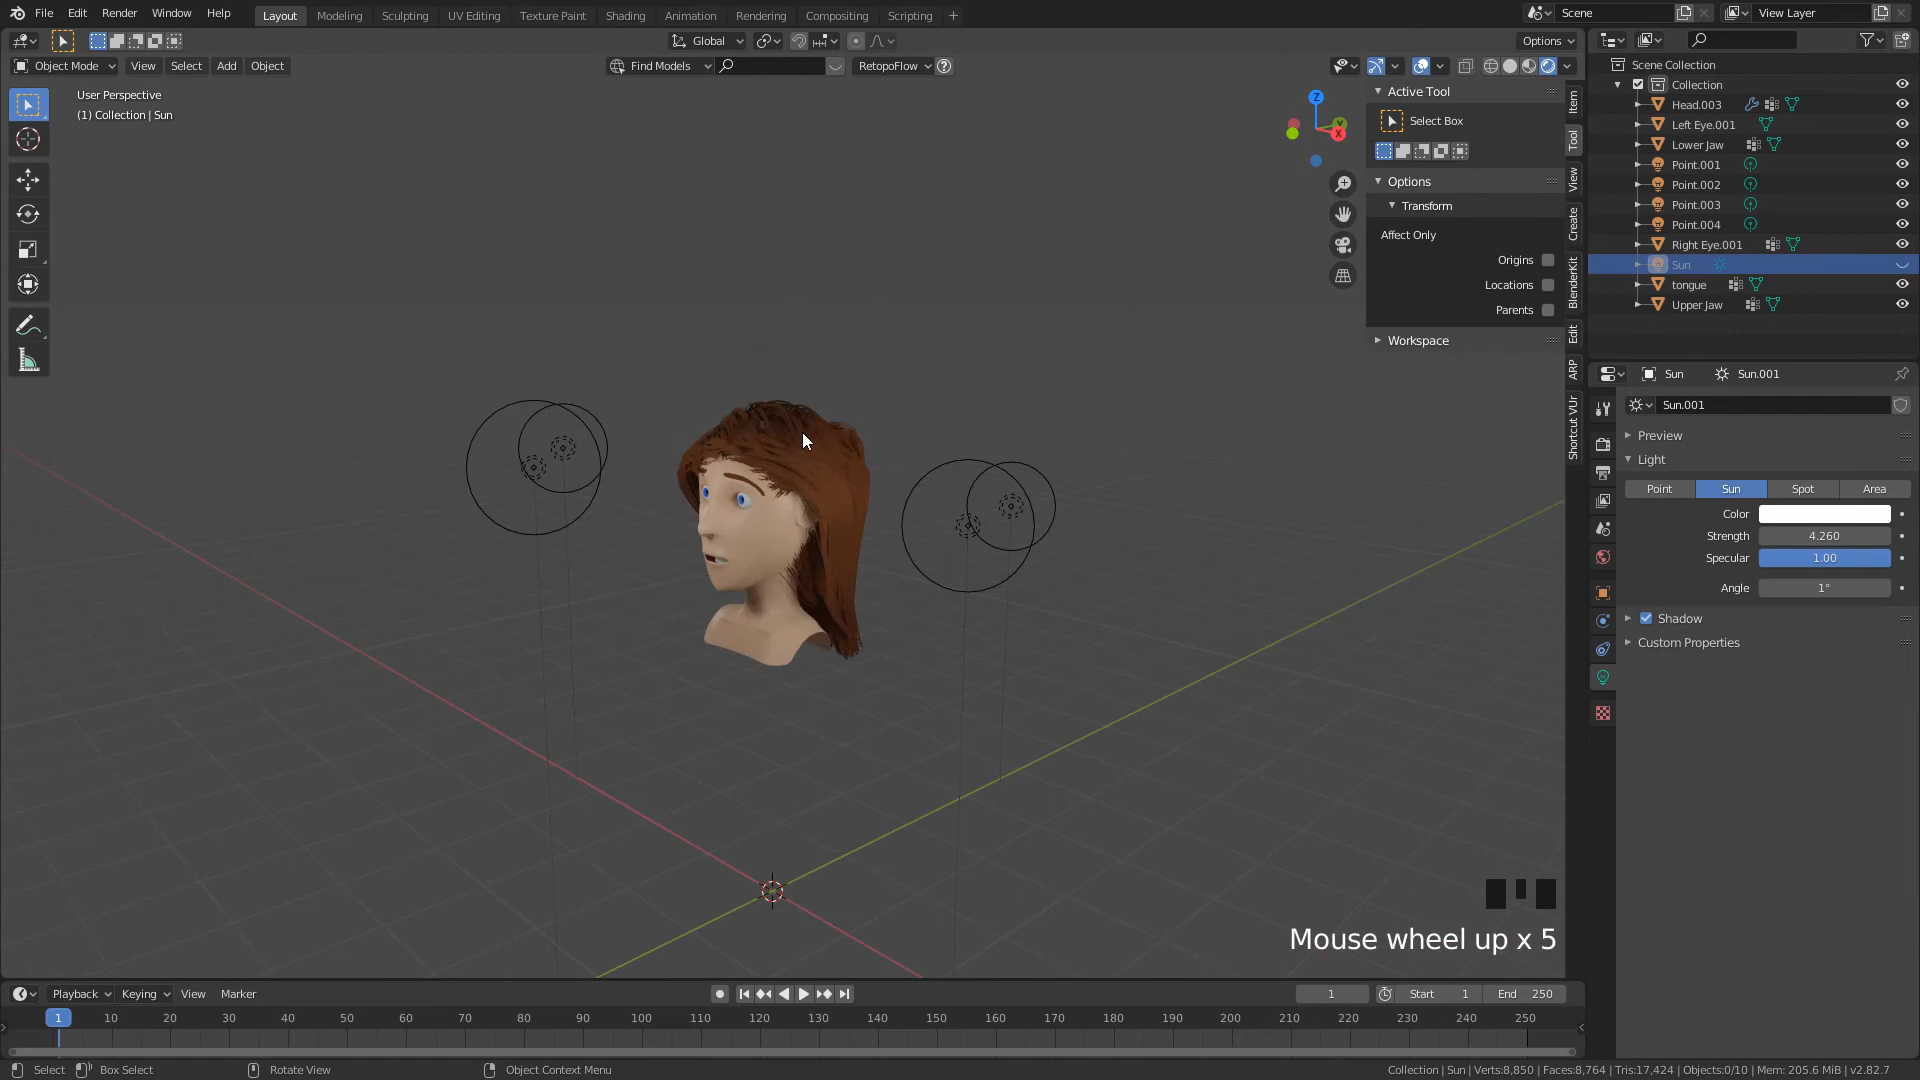 File Edit Render Window Help Layout Modeling Sculpting UV Editing Texture Paint Shading Animation Rendering Compositing Scripting + Scene View Layer
Global Options
Object Mode View Select Add Object Find Models RetopoFlow
User Perspective
(1) Collection | Sun
Z
Y
X
Active Tool
Select Box
Options
Transform
Affect Only
Origins
Locations
Parents
Workspace
Item
Tool
View
Create
BlenderKit
Edit
ARP
Shortcut VUr
Scene Collection
Collection
Head.003
Left Eye.001
Lower Jaw
Point.001
Point.002
Point.003
Point.004
Right Eye.001
Sun
tongue
Upper Jaw
Sun Sun.001
Sun.001
Preview
Light
Point Sun Spot Area
Color
Strength 4.260
Specular 1.00
Angle 1°
Shadow
Custom Properties
Mouse wheel up x 5
Playback Keying View Marker 1 Start 1 End 250
1 10 20 30 40 50 60 70 80 90 100 110 120 130 140 150 160 170 180 190 200 210 220 230 240 250
Select Box Select Rotate View Object Context Menu Collection | Sun | Verts:8,850 | Faces:8,764 | Tris:17,424 | Objects:0/10 | Mem: 205.6 MiB | v2.82.7